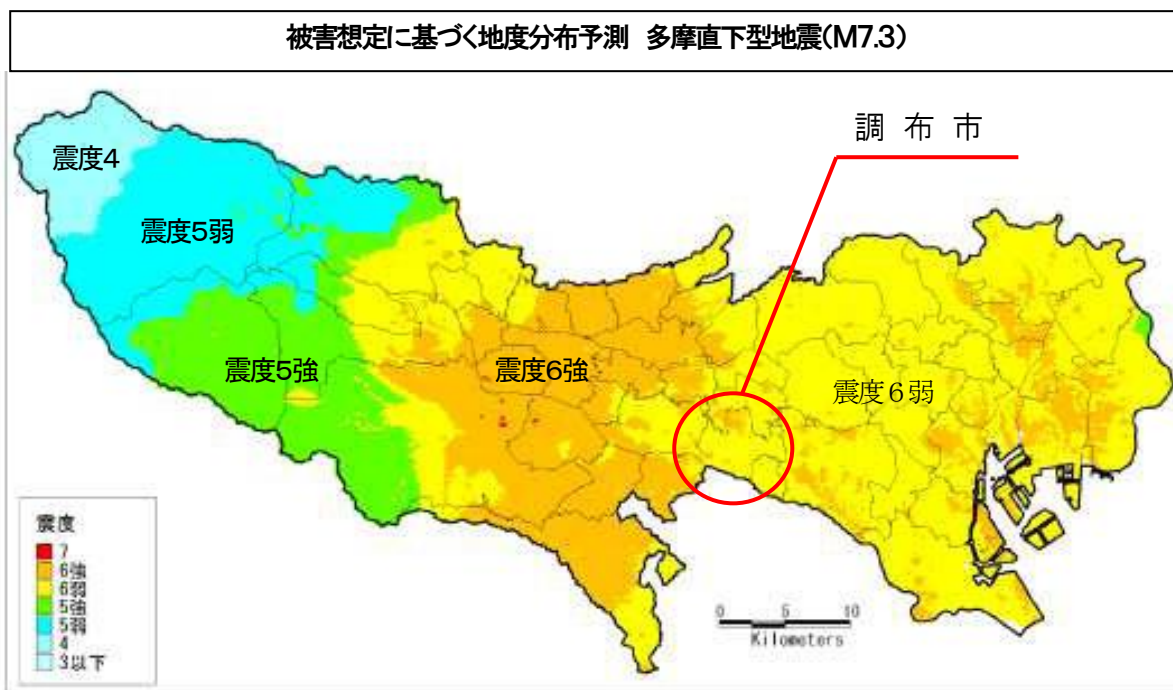 被害想定に基づく地度分布予測 多摩直下型地震(M7.3)
調布市
震度4
震度5弱
震度5強
震度6強
震度6弱
震度
7
6強
6弱
5強
5弱
4
3以下
0 5 10
Kilometers